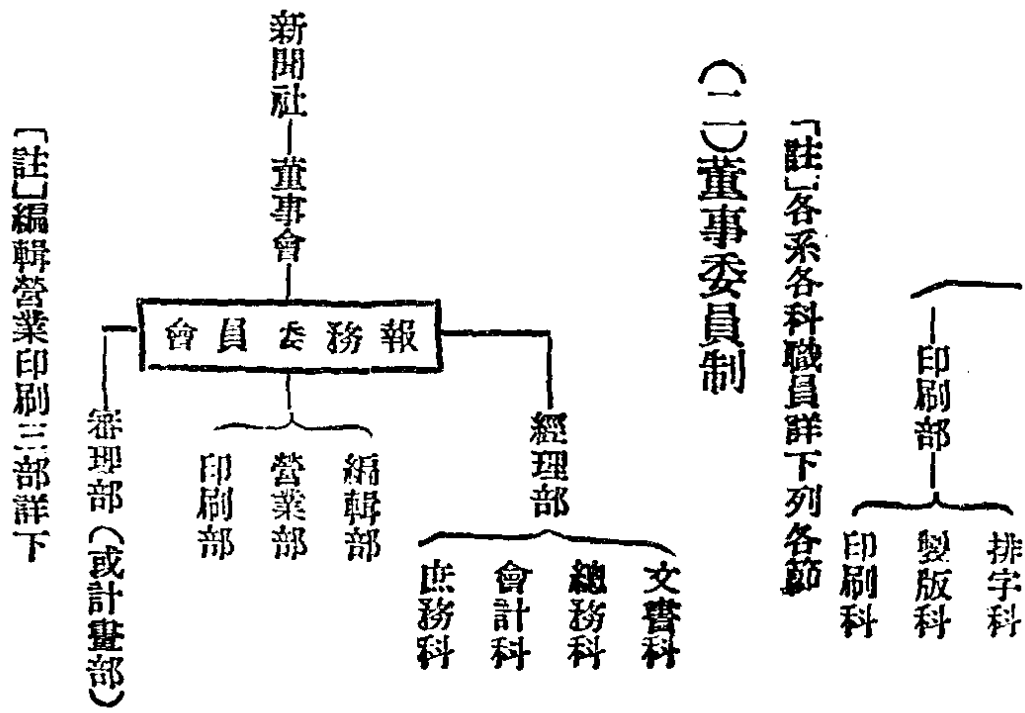 印刷部
排字科
製版科
印刷科
「註」各系各科職員詳下列各節
（二）董事委員制
新聞社
董事會
報務委員會
經理部
文書科
總務科
會計科
庶務科
編輯部
營業部
印刷部
審理部（或計畫部）
「註」編輯營業印刷三部詳下